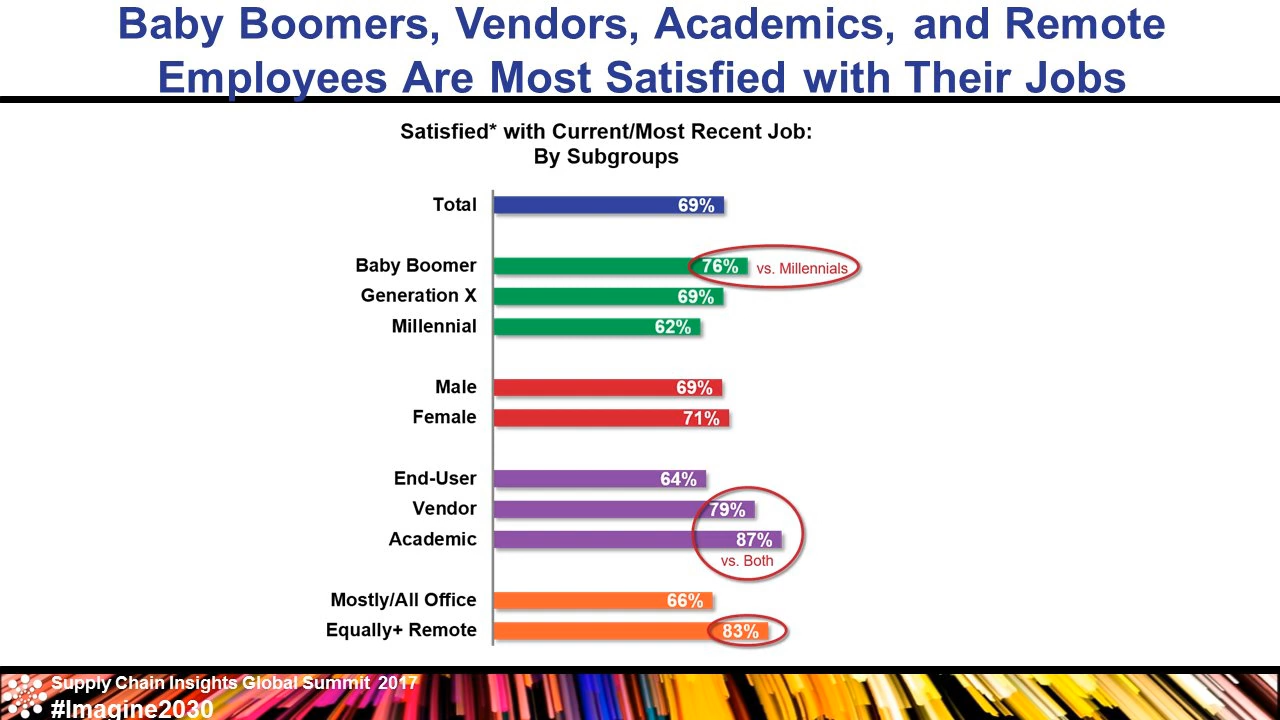 Baby Boomers, Vendors, Academics, and Remote
Employees Are Most Satisfied with Their Jobs
Satisfied* with Current/Most Recent Job:
By Subgroups
Total 69%
Baby Boomer 76% vs. Millennials
Generation X 69%
Millennial 62%
Male 69%
Female 71%
End-User 64%
Vendor 79%
Academic 87%
vs. Both
Mostly/All Office 66%
Equally+ Remote 83%
Supply Chain Insights Global Summit 2017
#Imagine2030